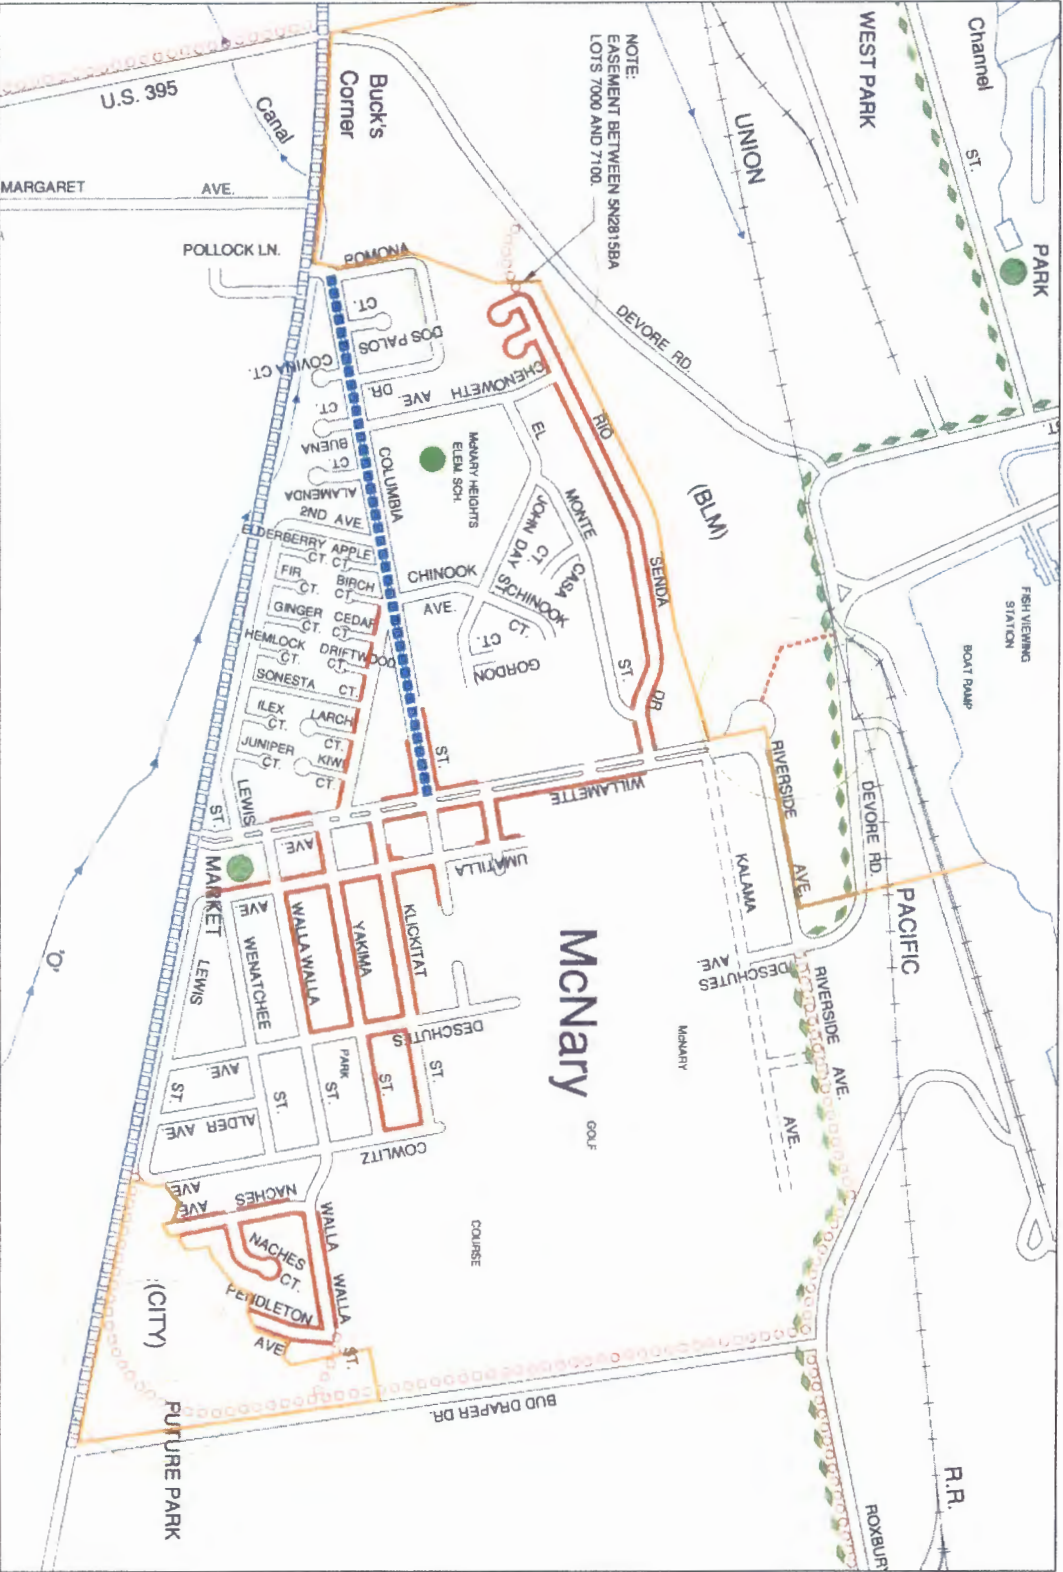 Channel
ST.
PARK
WEST PARK
UNION
NOTE:
EASEMENT BETWEEN 5N2815BA
LOTS 7000 AND 7100.
Buck's
Corner
U.S. 395
Canal
MARGARET
AVE.
POLLOCK LN.
POMONA
CT.
DOS PALOS
COVINA CT.
DR.
CT.
BUENA
CT.
ALAMENDA
CHENOWETH
AVE
DEVORE RD
RIO
SENDA
DR
(BLM)
EL
MONTE
ST.
McNARY HEIGHTS
ELEM. SCH.
COLUMBIA
ST.
JOHN DAY
CT.
ST
CASA
CHINOOK
CT.
CHINOOK
AVE.
GORDON
CT.
2ND AVE.
ELDERBERRY
CT.
APPLE
CT.
FIR
CT.
BIRCH
CT.
GINGER
CT.
CEDAR
CT.
HEMLOCK
CT.
DRIFTWOOD
CT.
SONESTA
CT.
ILEX
CT.
LARCH
CT.
JUNIPER
CT.
KIWI
CT.
LEWIS
ST.
FISH VIEWING
STATION
BOAT RAMP
RIVERSIDE
AVE.
DEVORE RD.
PACIFIC
WILLAMETTE
AVE.
UMATILLA
AVE
KALAMA
AVE.
MARKET
LEWIS
ST.
WENATCHEE
ST.
WALLA WALLA
ST.
YAKIMA
ST.
KLICKITAT
ST.
PARK
DESCHUTES
AVE.
DESCHUTES
AVE.
RIVERSIDE
AVE.
McNary
McNARY
GOLF
COURSE
ALDER AVE
COWLITZ
AVE
NACHES
AVE
NACHES
CT.
WALLA
WALLA
ST.
PENDLETON
AVE
(CITY)
FUTURE PARK
BUD DRAPER DR.
R.R.
ROXBURY
'O'